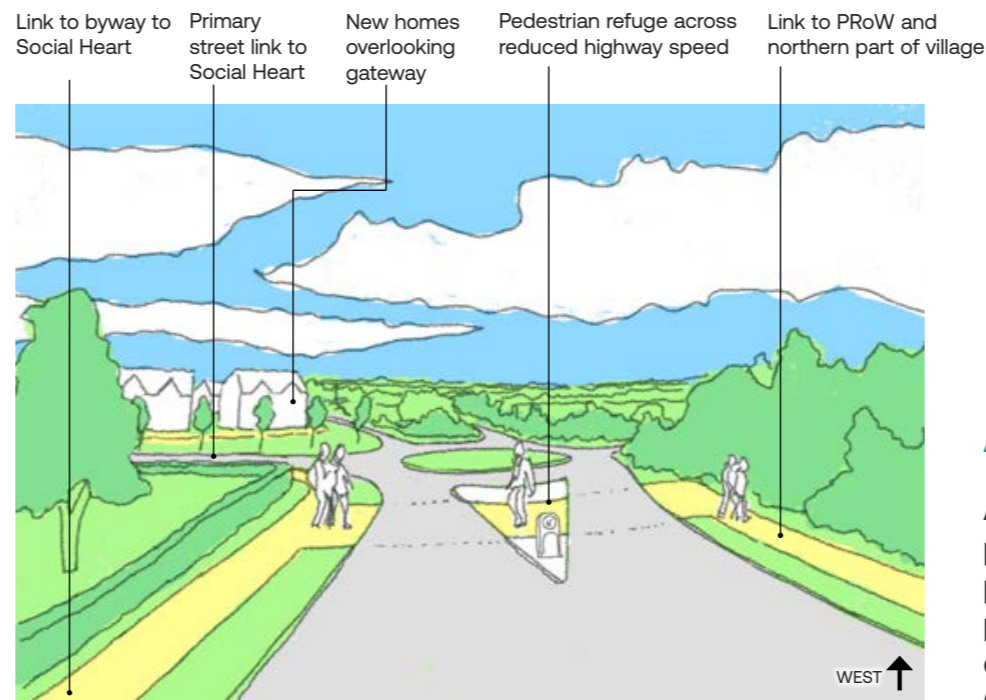 Link to byway to
Social Heart
Primary
street link to
Social Heart
New homes
overlooking
gateway
Pedestrian refuge across
reduced highway speed
Link to PRoW and
northern part of village
WEST